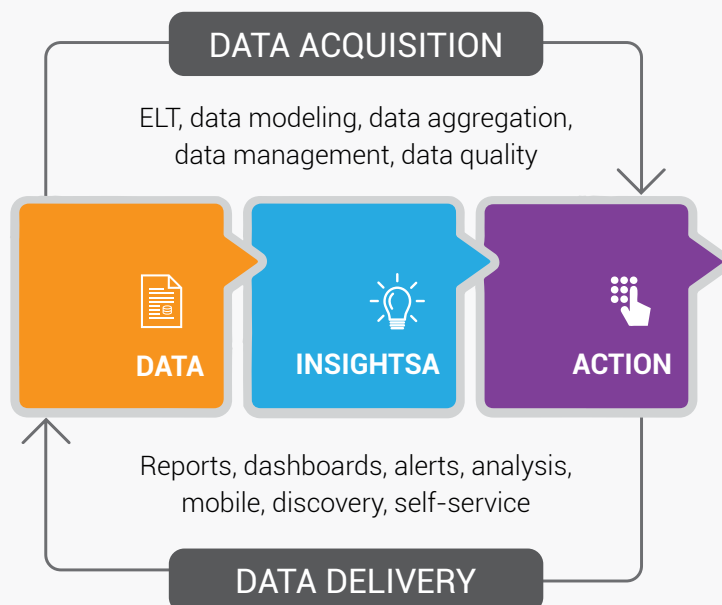 DATA ACQUISITION
ELT, data modeling, data aggregation,
data management, data quality
DATA
INSIGHTSA
ACTION
Reports, dashboards, alerts, analysis,
mobile, discovery, self-service
DATA DELIVERY